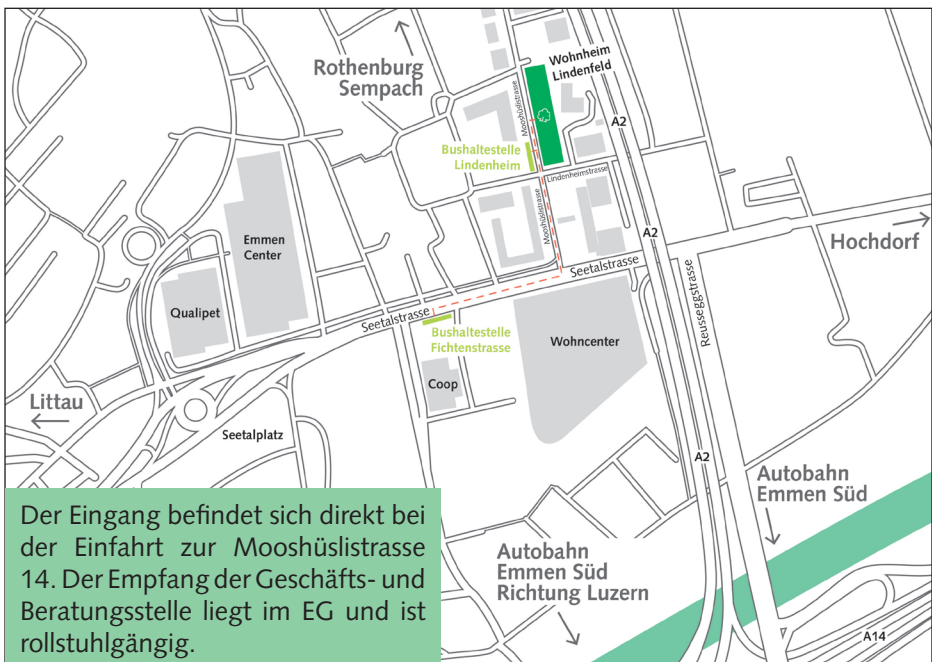 Rothenburg
Sempach
Wohnheim
Lindenfeld
Mooshüslistrasse
A2
Bushaltestelle
Lindenheim
Lindenheimstrasse
Mooshüslistrasse
Emmen
Center
A2
Hochdorf
Seetalstrasse
Qualipet
Seetalstrasse
Reusseggstrasse
Bushaltestelle
Fichtenstrasse
Wohncenter
Coop
Littau
Seetalplatz
A2
Autobahn
Emmen Süd
Der Eingang befindet sich direkt bei
der Einfahrt zur Mooshüslistrasse
14. Der Empfang der Geschäfts- und
Beratungsstelle liegt im EG und ist
rollstuhlgängig.
Autobahn
Emmen Süd
Richtung Luzern
A14